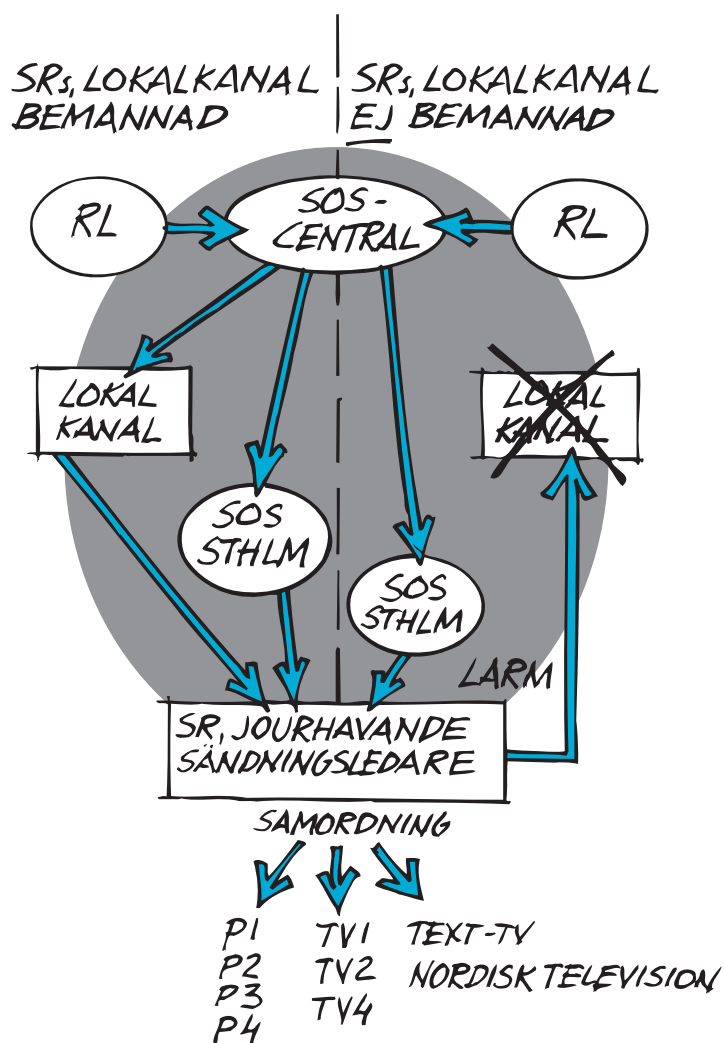 SRs, LOKALKANAL
BEMANNAD
SRs, LOKALKANAL
EJ BEMANNAD
RL
SOS-
CENTRAL
RL
LOKAL
KANAL
LOKAL
KANAL
SOS
STHLM
SOS
STHLM
LARM
SR, JOURHAVANDE
SÄNDNINGSLEDARE
SAMORDNING
P1
P2
P3
P4
TV1
TV2
TV4
TEXT-TV
NORDISK TELEVISION